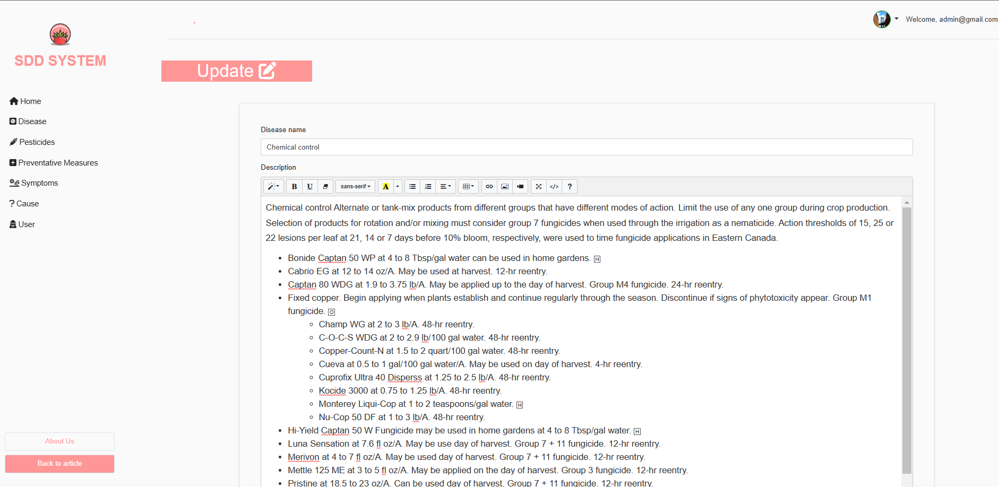 Welcome, admin@gmail.com
SDD SYSTEM
Update
Home
Disease
Pesticides
Preventative Measures
Symptoms
? Cause
User
About Us
Back to article
Disease name
Chemical control
Description
B U sans-serif A </> ?
Chemical control Alternate or tank-mix products from different groups that have different modes of action. Limit the use of any one group during crop production.
Selection of products for rotation and/or mixing must consider group 7 fungicides when used through the irrigation as a nematicide. Action thresholds of 15, 25 or
22 lesions per leaf at 21, 14 or 7 days before 10% bloom, respectively, were used to time fungicide applications in Eastern Canada.
• Bonide Captan 50 WP at 4 to 8 Tbsp/gal water can be used in home gardens. H
• Cabrio EG at 12 to 14 oz/A. May be used at harvest. 12-hr reentry.
• Captan 80 WDG at 1.9 to 3.75 lb/A. May be applied up to the day of harvest. Group M4 fungicide. 24-hr reentry.
• Fixed copper. Begin applying when plants establish and continue regularly through the season. Discontinue if signs of phytotoxicity appear. Group M1
fungicide. O
◦ Champ WG at 2 to 3 lb/A. 48-hr reentry.
◦ C-O-C-S WDG at 2 to 2.9 lb/100 gal water. 48-hr reentry.
◦ Copper-Count-N at 1.5 to 2 quart/100 gal water. 48-hr reentry.
◦ Cueva at 0.5 to 1 gal/100 gal water/A. May be used on day of harvest. 4-hr reentry.
◦ Cuprofix Ultra 40 Disperss at 1.25 to 2.5 lb/A. 48-hr reentry.
◦ Kocide 3000 at 0.75 to 1.25 lb/A. 48-hr reentry.
◦ Monterey Liqui-Cop at 1 to 2 teaspoons/gal water. H
◦ Nu-Cop 50 DF at 1 to 3 lb/A. 48-hr reentry.
• Hi-Yield Captan 50 W Fungicide may be used in home gardens at 4 to 8 Tbsp/gal water. H
• Luna Sensation at 7.6 fl oz/A. May be use day of harvest. Group 7 + 11 fungicide. 12-hr reentry.
• Merivon at 4 to 7 fl oz/A. May be used day of harvest. Group 7 + 11 fungicide. 12-hr reentry.
• Mettle 125 ME at 3 to 5 fl oz/A. May be applied on the day of harvest. Group 3 fungicide. 12-hr reentry.
• Pristine at 18.5 to 23 oz/A. Can be used day of harvest. Group 7 + 11 fungicide. 12-hr reentry.